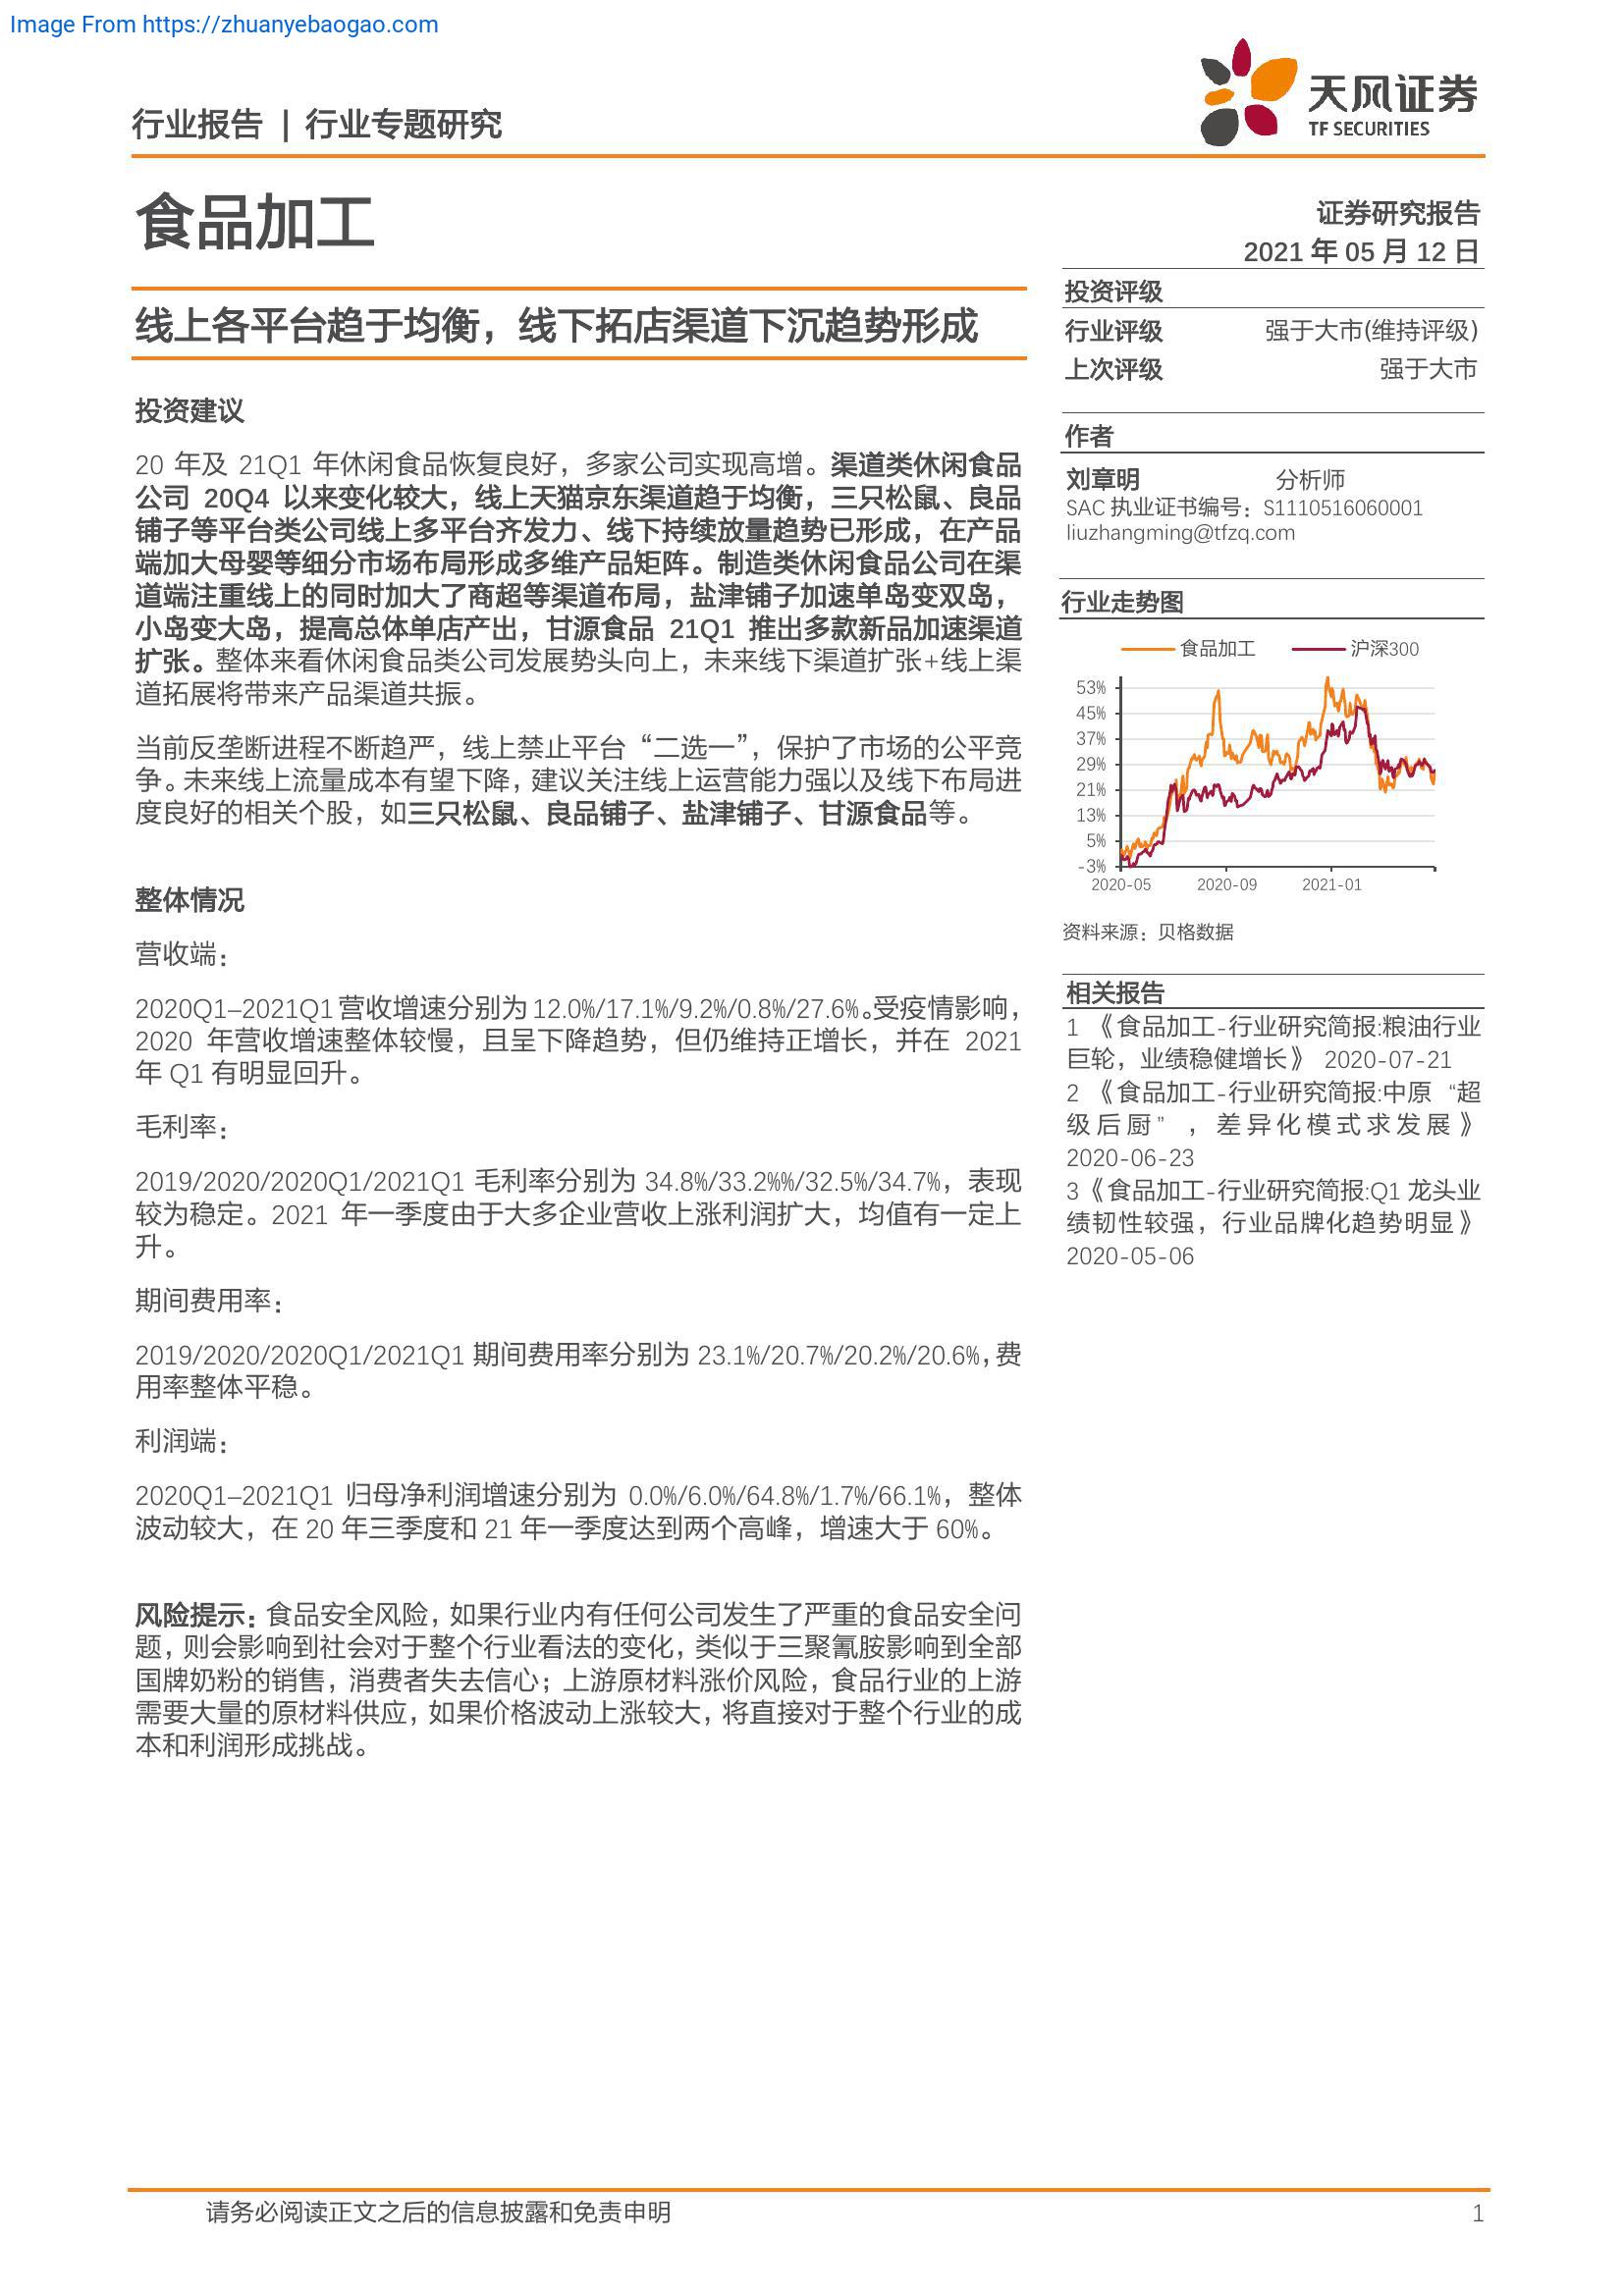 Image From https://zhuanyebaogao.com
天风证券
TF SECURITIES
行业报告 | 行业专题研究
食品加工
证券研究报告
2021 年 05 月 12 日
线上各平台趋于均衡，线下拓店渠道下沉趋势形成
投资建议
20 年及 21Q1 年休闲食品恢复良好，多家公司实现高增。渠道类休闲食品
公司 20Q4 以来变化较大，线上天猫京东渠道趋于均衡，三只松鼠、良品
铺子等平台类公司线上多平台齐发力、线下持续放量趋势已形成，在产品
端加大母婴等细分市场布局形成多维产品矩阵。制造类休闲食品公司在渠
道端注重线上的同时加大了商超等渠道布局，盐津铺子加速单岛变双岛，
小岛变大岛，提高总体单店产出，甘源食品 21Q1 推出多款新品加速渠道
扩张。整体来看休闲食品类公司发展势头向上，未来线下渠道扩张+线上渠
道拓展将带来产品渠道共振。
当前反垄断进程不断趋严，线上禁止平台“二选一”，保护了市场的公平竞
争。未来线上流量成本有望下降，建议关注线上运营能力强以及线下布局进
度良好的相关个股，如三只松鼠、良品铺子、盐津铺子、甘源食品等。
整体情况
营收端：
2020Q1–2021Q1 营收增速分别为 12.0%/17.1%/9.2%/0.8%/27.6%。受疫情影响，
2020 年营收增速整体较慢，且呈下降趋势，但仍维持正增长，并在 2021
年 Q1 有明显回升。
毛利率：
2019/2020/2020Q1/2021Q1 毛利率分别为 34.8%/33.2%%/32.5%/34.7%，表现
较为稳定。2021 年一季度由于大多企业营收上涨利润扩大，均值有一定上
升。
期间费用率：
2019/2020/2020Q1/2021Q1 期间费用率分别为 23.1%/20.7%/20.2%/20.6%，费
用率整体平稳。
利润端：
2020Q1–2021Q1 归母净利润增速分别为 0.0%/6.0%/64.8%/1.7%/66.1%，整体
波动较大，在 20 年三季度和 21 年一季度达到两个高峰，增速大于 60%。
风险提示：食品安全风险，如果行业内有任何公司发生了严重的食品安全问
题，则会影响到社会对于整个行业看法的变化，类似于三聚氰胺影响到全部
国牌奶粉的销售，消费者失去信心；上游原材料涨价风险，食品行业的上游
需要大量的原材料供应，如果价格波动上涨较大，将直接对于整个行业的成
本和利润形成挑战。
投资评级
行业评级 强于大市(维持评级)
上次评级 强于大市
作者
刘章明 分析师
SAC 执业证书编号：S1110516060001
liuzhangming@tfzq.com
行业走势图
食品加工 沪深300
53%
45%
37%
29%
21%
13%
5%
-3%
2020-05 2020-09 2021-01
资料来源：贝格数据
相关报告
1 《食品加工-行业研究简报:粮油行业
巨轮，业绩稳健增长》 2020-07-21
2 《食品加工-行业研究简报:中原 “超
级后厨” ，差异化模式求发展》
2020-06-23
3《食品加工-行业研究简报:Q1 龙头业
绩韧性较强，行业品牌化趋势明显》
2020-05-06
请务必阅读正文之后的信息披露和免责申明 1